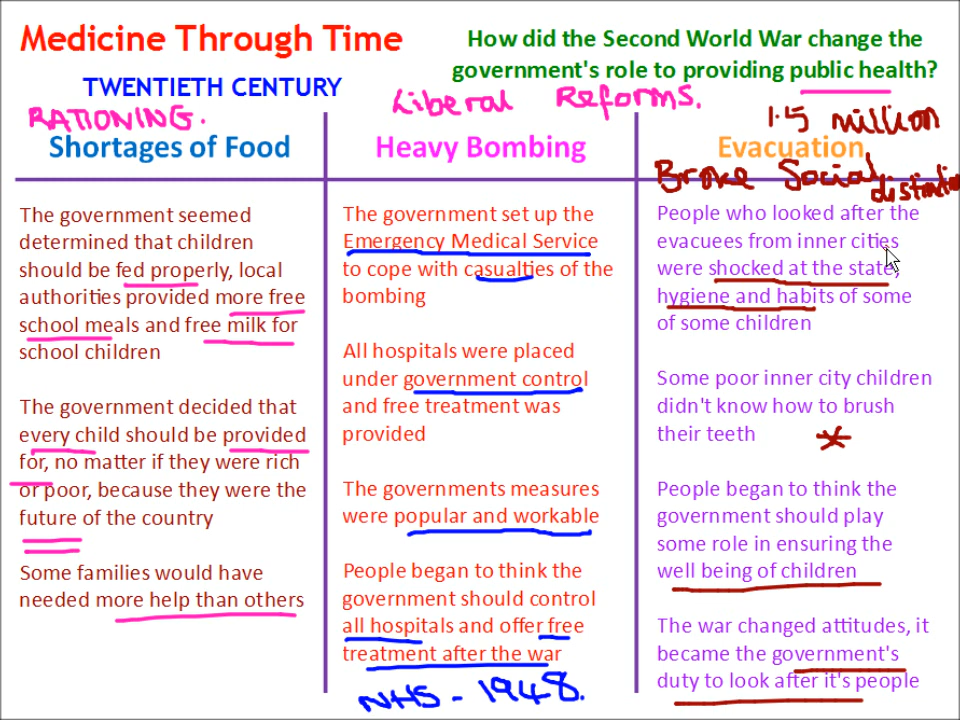 Medicine Through Time
TWENTIETH CENTURY
How did the Second World War change the
government's role to providing public health?
RATIONING.
Shortages of Food
The government seemed
determined that children
should be fed properly, local
authorities provided more free
school meals and free milk for
school children
The government decided that
every child should be provided
for, no matter if they were rich
or poor, because they were the
future of the country
Some families would have
needed more help than others
Liberal Reforms.
Heavy Bombing
The government set up the
Emergency Medical Service
to cope with casualties of the
bombing
All hospitals were placed
under government control
and free treatment was
provided
The governments measures
were popular and workable
People began to think the
government should control
all hospitals and offer free
treatment after the war
NHS - 1948.
1.5 million
Evacuation
Broke Social
People who looked after the
evacuees from inner cities
were shocked at the state,
hygiene and habits of some
of some children
Some poor inner city children
didn't know how to brush
their teeth
People began to think the
government should play
some role in ensuring the
well being of children
The war changed attitudes, it
became the government's
duty to look after it's people